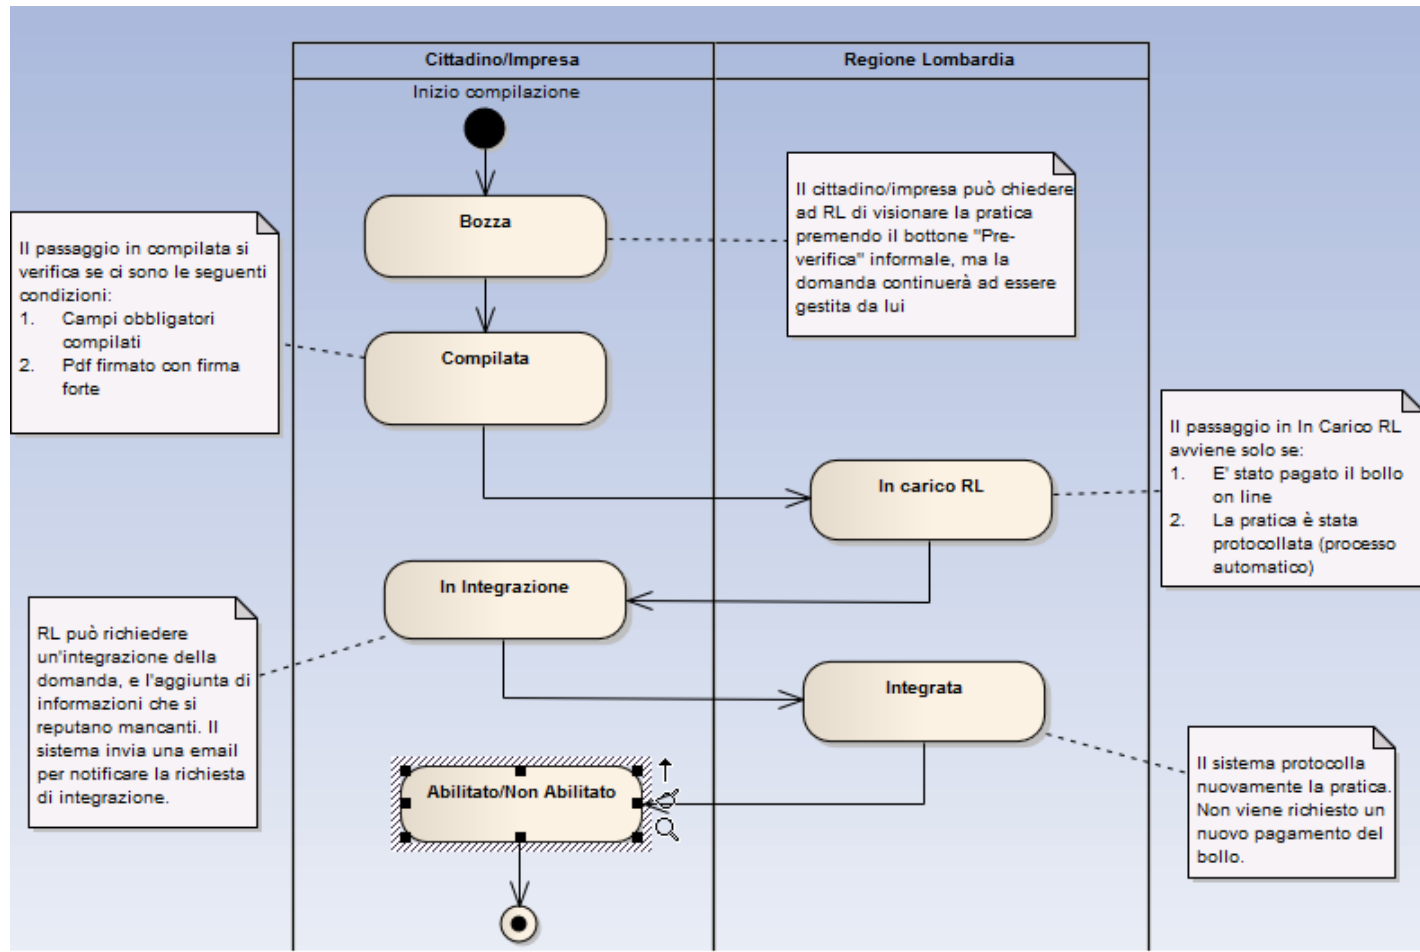 Cittadino/Impresa
Regione Lombardia
Inizio compilazione
Bozza
Il cittadino/impresa può chiedere
ad RL di visionare la pratica
premendo il bottone "Pre-
verifica" informale, ma la
domanda continuerà ad essere
gestita da lui
Il passaggio in compilata si
verifica se ci sono le seguenti
condizioni:
1. Campi obbligatori
compilati
2. Pdf firmato con firma
forte
Compilata
Il passaggio in In Carico RL
avviene solo se:
1. E' stato pagato il bollo
on line
2. La pratica è stata
protocollata (processo
automatico)
In carico RL
In Integrazione
RL può richiedere
un'integrazione della
domanda, e l'aggiunta di
informazioni che si
reputano mancanti. Il
sistema invia una email
per notificare la richiesta
di integrazione.
Integrata
Il sistema protocolla
nuovamente la pratica.
Non viene richiesto un
nuovo pagamento del
bollo.
Abilitato/Non Abilitato